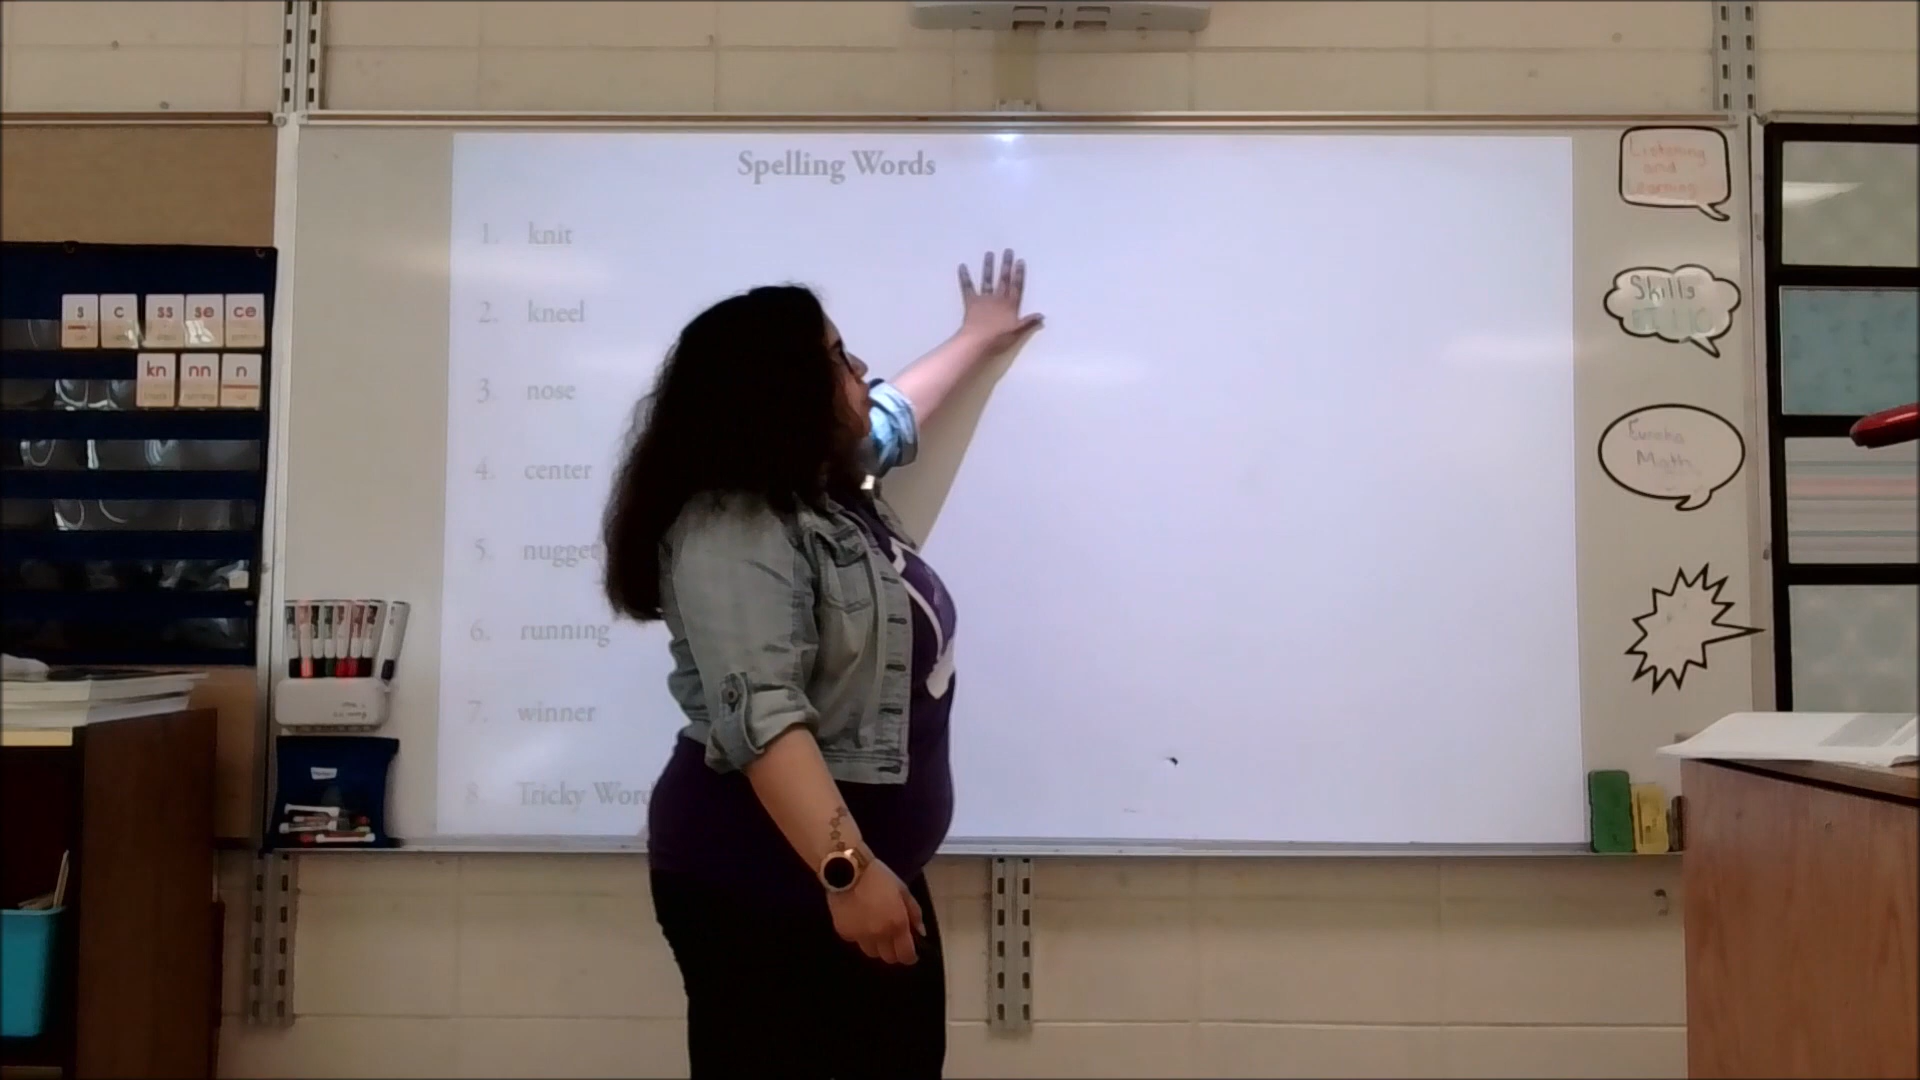 Spelling Words
1. knit
2. kneel
3. nose
4. center
5. nugget
6. running
7. winner
8. Tricky Word
s c ss se ce
kn nn n
Listening
and
Learning
Skills
Eureka
Math